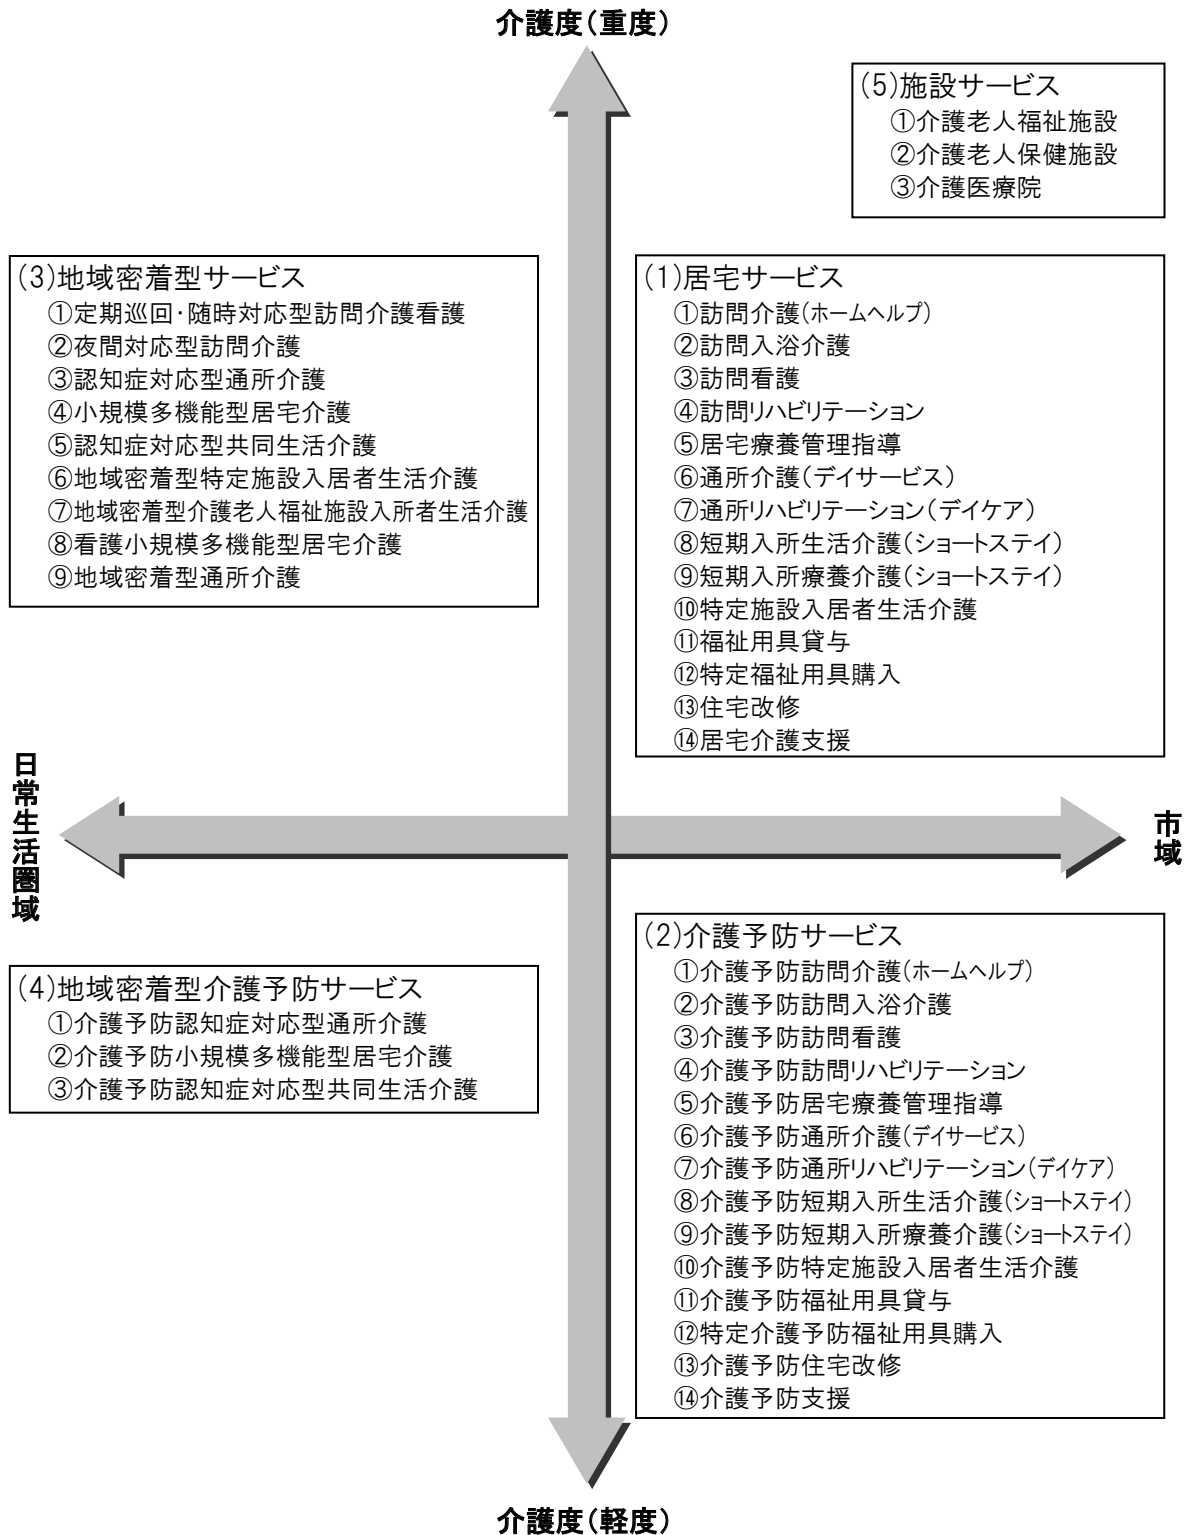 介護度(重度)
(5)施設サービス
①介護老人福祉施設
②介護老人保健施設
③介護医療院
(3)地域密着型サービス
①定期巡回・随時対応型訪問介護看護
②夜間対応型訪問介護
③認知症対応型通所介護
④小規模多機能型居宅介護
⑤認知症対応型共同生活介護
⑥地域密着型特定施設入居者生活介護
⑦地域密着型介護老人福祉施設入所者生活介護
⑧看護小規模多機能型居宅介護
⑨地域密着型通所介護
(1)居宅サービス
①訪問介護(ホームヘルプ)
②訪問入浴介護
③訪問看護
④訪問リハビリテーション
⑤居宅療養管理指導
⑥通所介護(デイサービス)
⑦通所リハビリテーション(デイケア)
⑧短期入所生活介護(ショートステイ)
⑨短期入所療養介護(ショートステイ)
⑩特定施設入居者生活介護
⑪福祉用具貸与
⑫特定福祉用具購入
⑬住宅改修
⑭居宅介護支援
日常生活圏域
市域
(4)地域密着型介護予防サービス
①介護予防認知症対応型通所介護
②介護予防小規模多機能型居宅介護
③介護予防認知症対応型共同生活介護
(2)介護予防サービス
①介護予防訪問介護(ホームヘルプ)
②介護予防訪問入浴介護
③介護予防訪問看護
④介護予防訪問リハビリテーション
⑤介護予防居宅療養管理指導
⑥介護予防通所介護(デイサービス)
⑦介護予防通所リハビリテーション(デイケア)
⑧介護予防短期入所生活介護(ショートステイ)
⑨介護予防短期入所療養介護(ショートステイ)
⑩介護予防特定施設入居者生活介護
⑪介護予防福祉用具貸与
⑫特定介護予防福祉用具購入
⑬介護予防住宅改修
⑭介護予防支援
介護度(軽度)